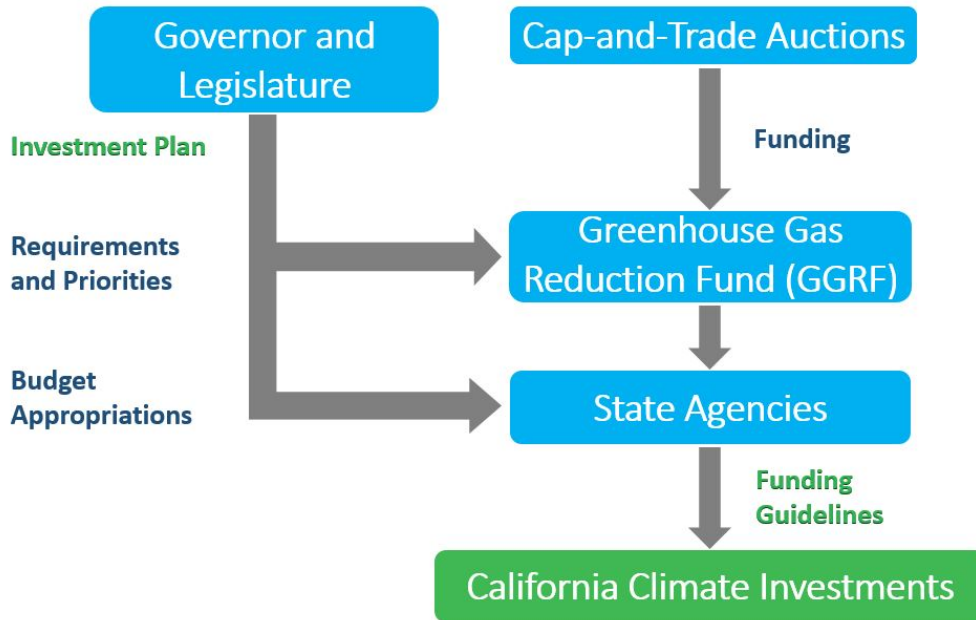 Governor and
Legislature
Cap-and-Trade Auctions
Investment Plan
Funding
Requirements
and Priorities
Greenhouse Gas
Reduction Fund (GGRF)
Budget
Appropriations
State Agencies
Funding
Guidelines
California Climate Investments